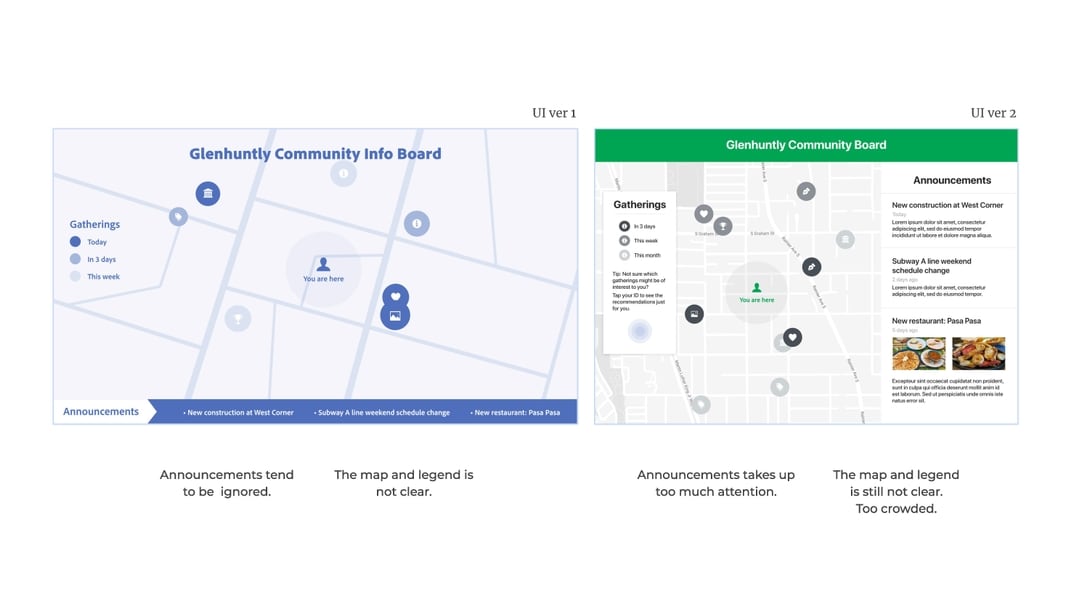 UI ver 1
Glenhuntly Community Info Board
Gatherings
Today
In 3 days
This week
You are here
Announcements
• New construction at West Corner
• Subway A line weekend schedule change
• New restaurant: Pasa Pasa
Announcements tend
to be ignored.
The map and legend is
not clear.
UI ver 2
Glenhuntly Community Board
Gatherings
In 3 days
This week
This month
Tip: Not sure which
gatherings might be of
interest to you?
Tap your ID to see the
recommendations just
for you.
S Graham St
You are here
Announcements
New construction at West Corner
Today
Lorem ipsum dolor sit amet, consectetur
adipiscing elit, sed do eiusmod tempor
incididunt ut labore et dolore magna aliqua.
Subway A line weekend
schedule change
2 days ago
Lorem ipsum dolor sit amet, consectetur
adipiscing elit, sed do eiusmod tempor.
New restaurant: Pasa Pasa
5 days ago
Excepteur sint occaecat cupidatat non proident,
sunt in culpa qui officia deserunt mollit anim id
est laborum. Sed ut perspiciatis unde omnis iste
natus error sit.
Announcements takes up
too much attention.
The map and legend
is still not clear.
Too crowded.